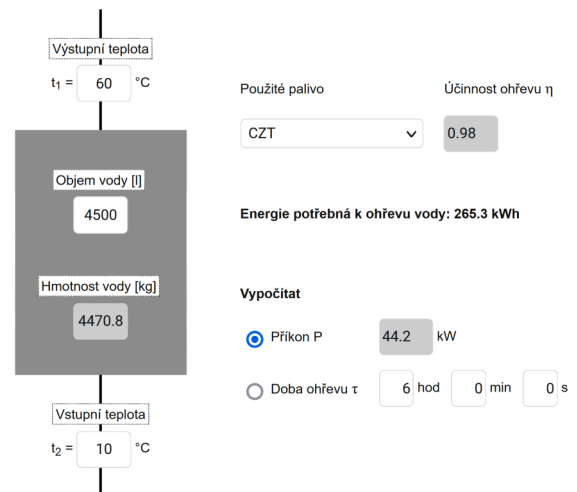 Výstupní teplota
t₁ = 60 °C
Použité palivo
Účinnost ohřevu η
CZT
0.98
Objem vody [l]
4500
Energie potřebná k ohřevu vody: 265.3 kWh
Hmotnost vody [kg]
4470.8
Vypočítat
Příkon P 44.2 kW
Doba ohřevu τ 6 hod 0 min 0 s
Vstupní teplota
t₂ = 10 °C